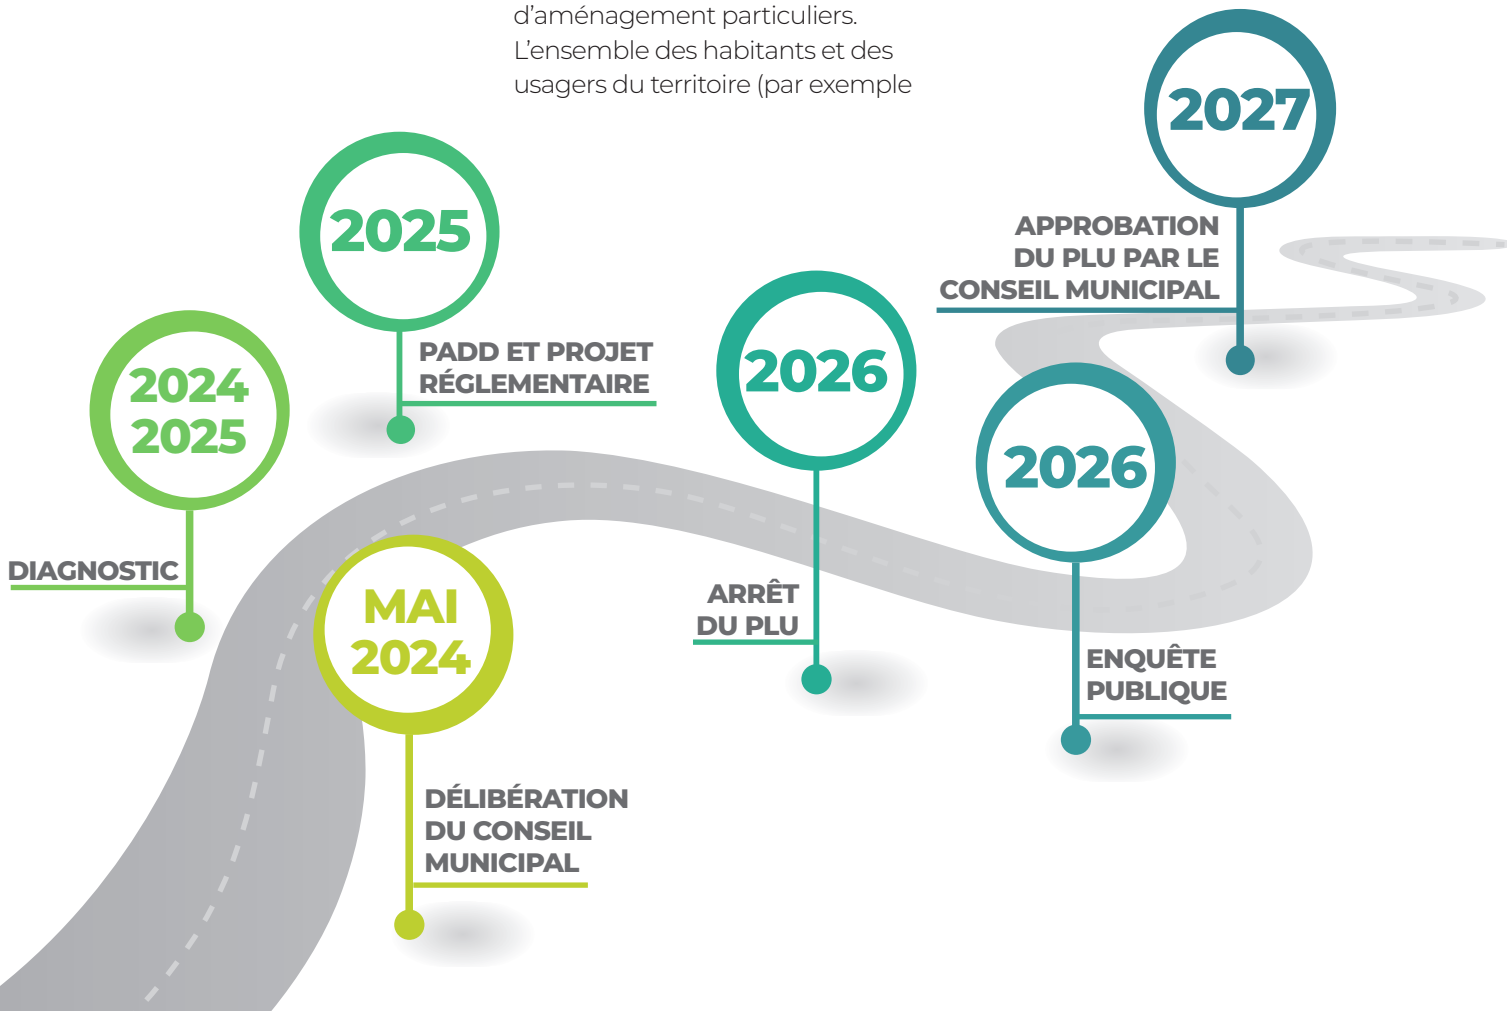 d’aménagement particuliers.
L’ensemble des habitants et des
usagers du territoire (par exemple
MAI
2024
DÉLIBÉRATION
DU CONSEIL
MUNICIPAL
2024
2025
DIAGNOSTIC
2025
PADD ET PROJET
RÉGLEMENTAIRE
2026
ARRÊT
DU PLU
2026
ENQUÊTE
PUBLIQUE
2027
APPROBATION
DU PLU PAR LE
CONSEIL MUNICIPAL